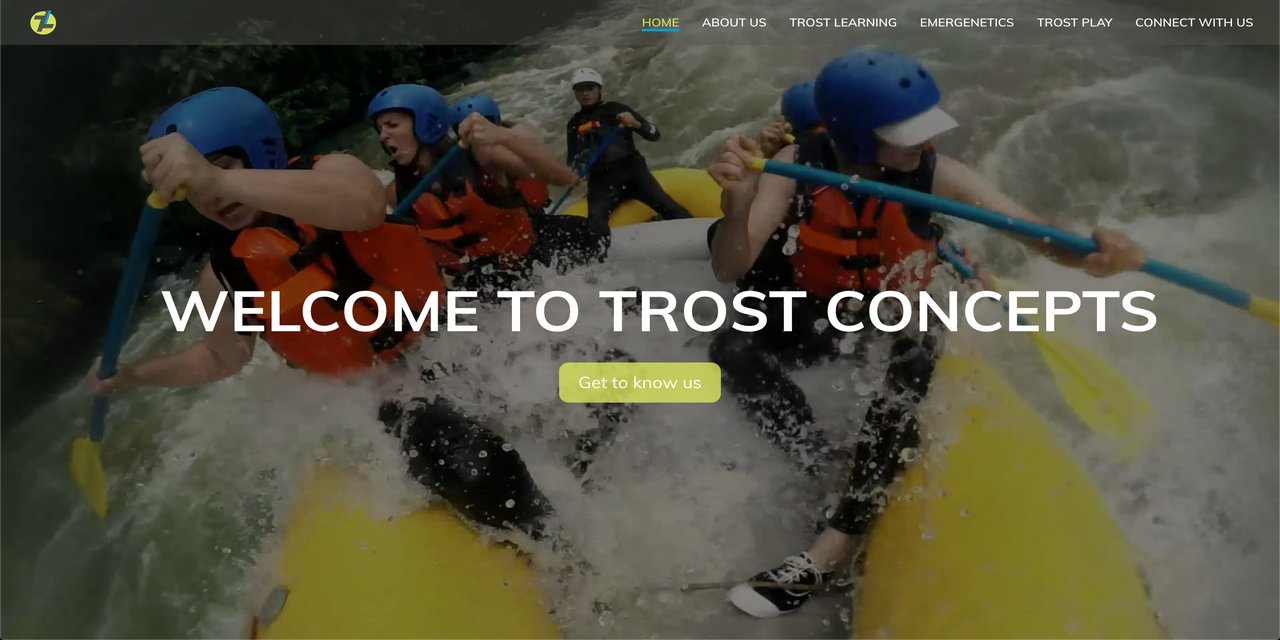 HOME ABOUT US TROST LEARNING EMERGENETICS TROST PLAY CONNECT WITH US
WELCOME TO TROST CONCEPTS
Get to know us